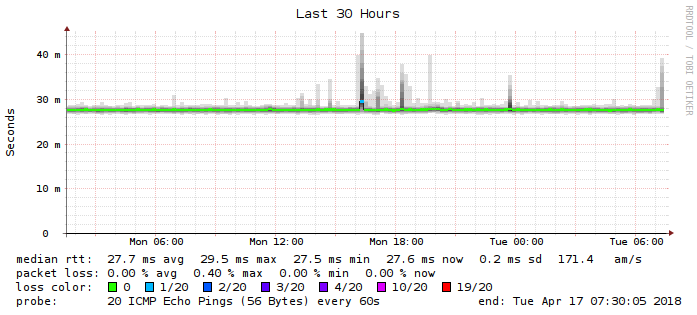 Last 30 Hours
RRDTOOL / TOBI OETIKER
Seconds
40 m
30 m
20 m
10 m
0
Mon 06:00 Mon 12:00 Mon 18:00 Tue 00:00 Tue 06:00
median rtt: 27.7 ms avg 29.5 ms max 27.5 ms min 27.6 ms now 0.2 ms sd 171.4 am/s
packet loss: 0.00 % avg 0.40 % max 0.00 % min 0.00 % now
loss color: 0 1/20 2/20 3/20 4/20 10/20 19/20
probe: 20 ICMP Echo Pings (56 Bytes) every 60s end: Tue Apr 17 07:30:05 2018